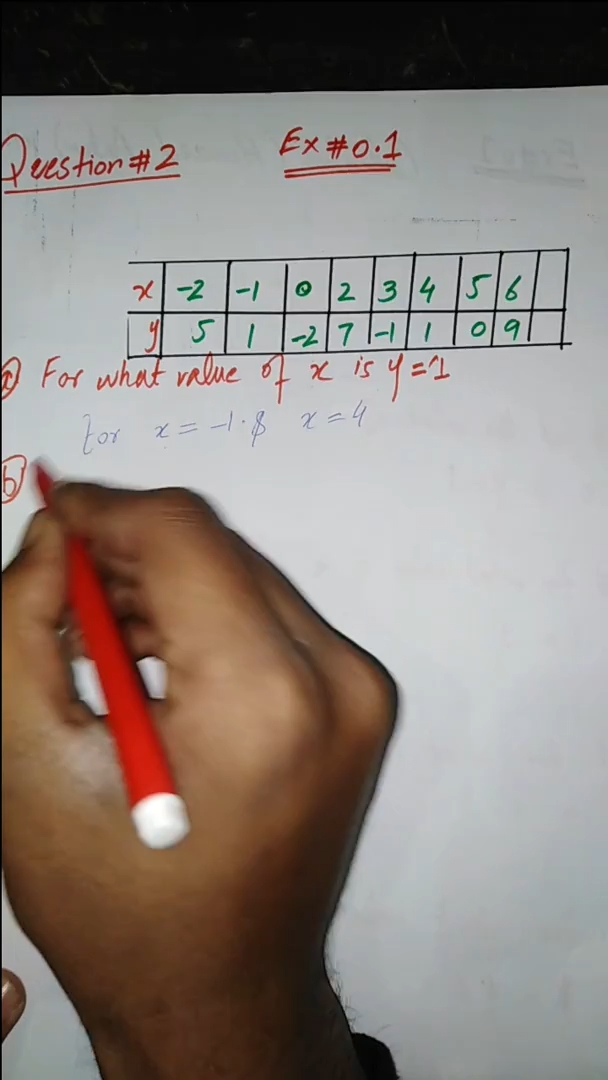 Question #2 Ex #0.1
x -2 -1 0 2 3 4 5 6
y 5 1 -2 7 -1 1 0 9
a) For what value of x is y = 1
for x = -1 & x = 4
b